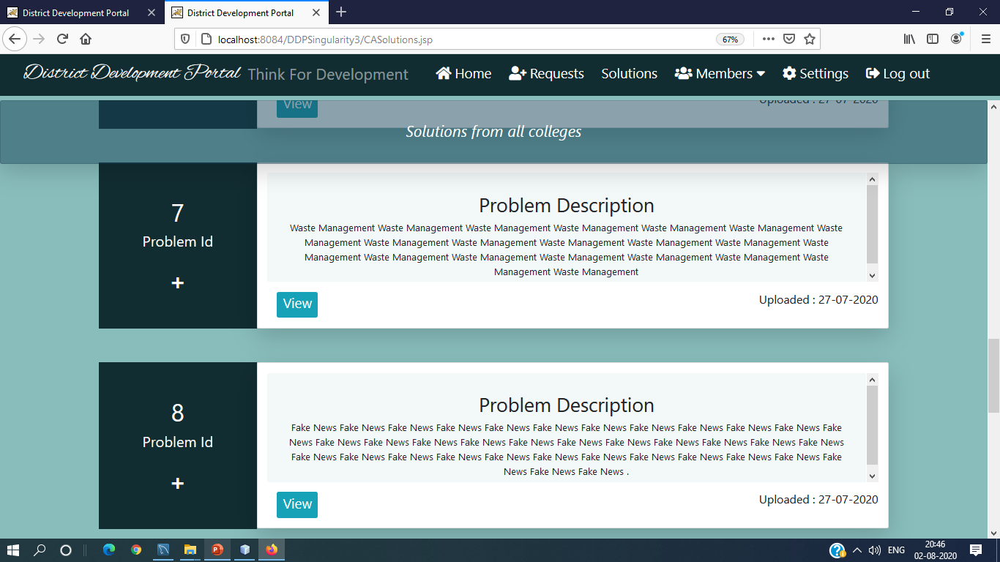 District Development Portal
District Development Portal
localhost:8084/DDPSingularity3/CASolutions.jsp
67%
District Development Portal Think For Development Home Requests Solutions Members Settings Log out
View
Uploaded : 27-07-2020
Solutions from all colleges
7
Problem Id
+
Problem Description
Waste Management Waste Management Waste Management Waste Management Waste Management Waste Management Waste
Management Waste Management Waste Management Waste Management Waste Management Waste Management Waste
Management Waste Management Waste Management Waste Management Waste Management Waste Management Waste
Management Waste Management
View
Uploaded : 27-07-2020
8
Problem Id
+
Problem Description
Fake News Fake News Fake News Fake News Fake News Fake News Fake News Fake News Fake News Fake News Fake News Fake
News Fake News Fake News Fake News Fake News Fake News Fake News Fake News Fake News Fake News Fake News Fake News
Fake News Fake News Fake News Fake News Fake News Fake News Fake News Fake News Fake News Fake News Fake News Fake
News Fake News Fake News .
View
Uploaded : 27-07-2020
ENG
20:46
02-08-2020